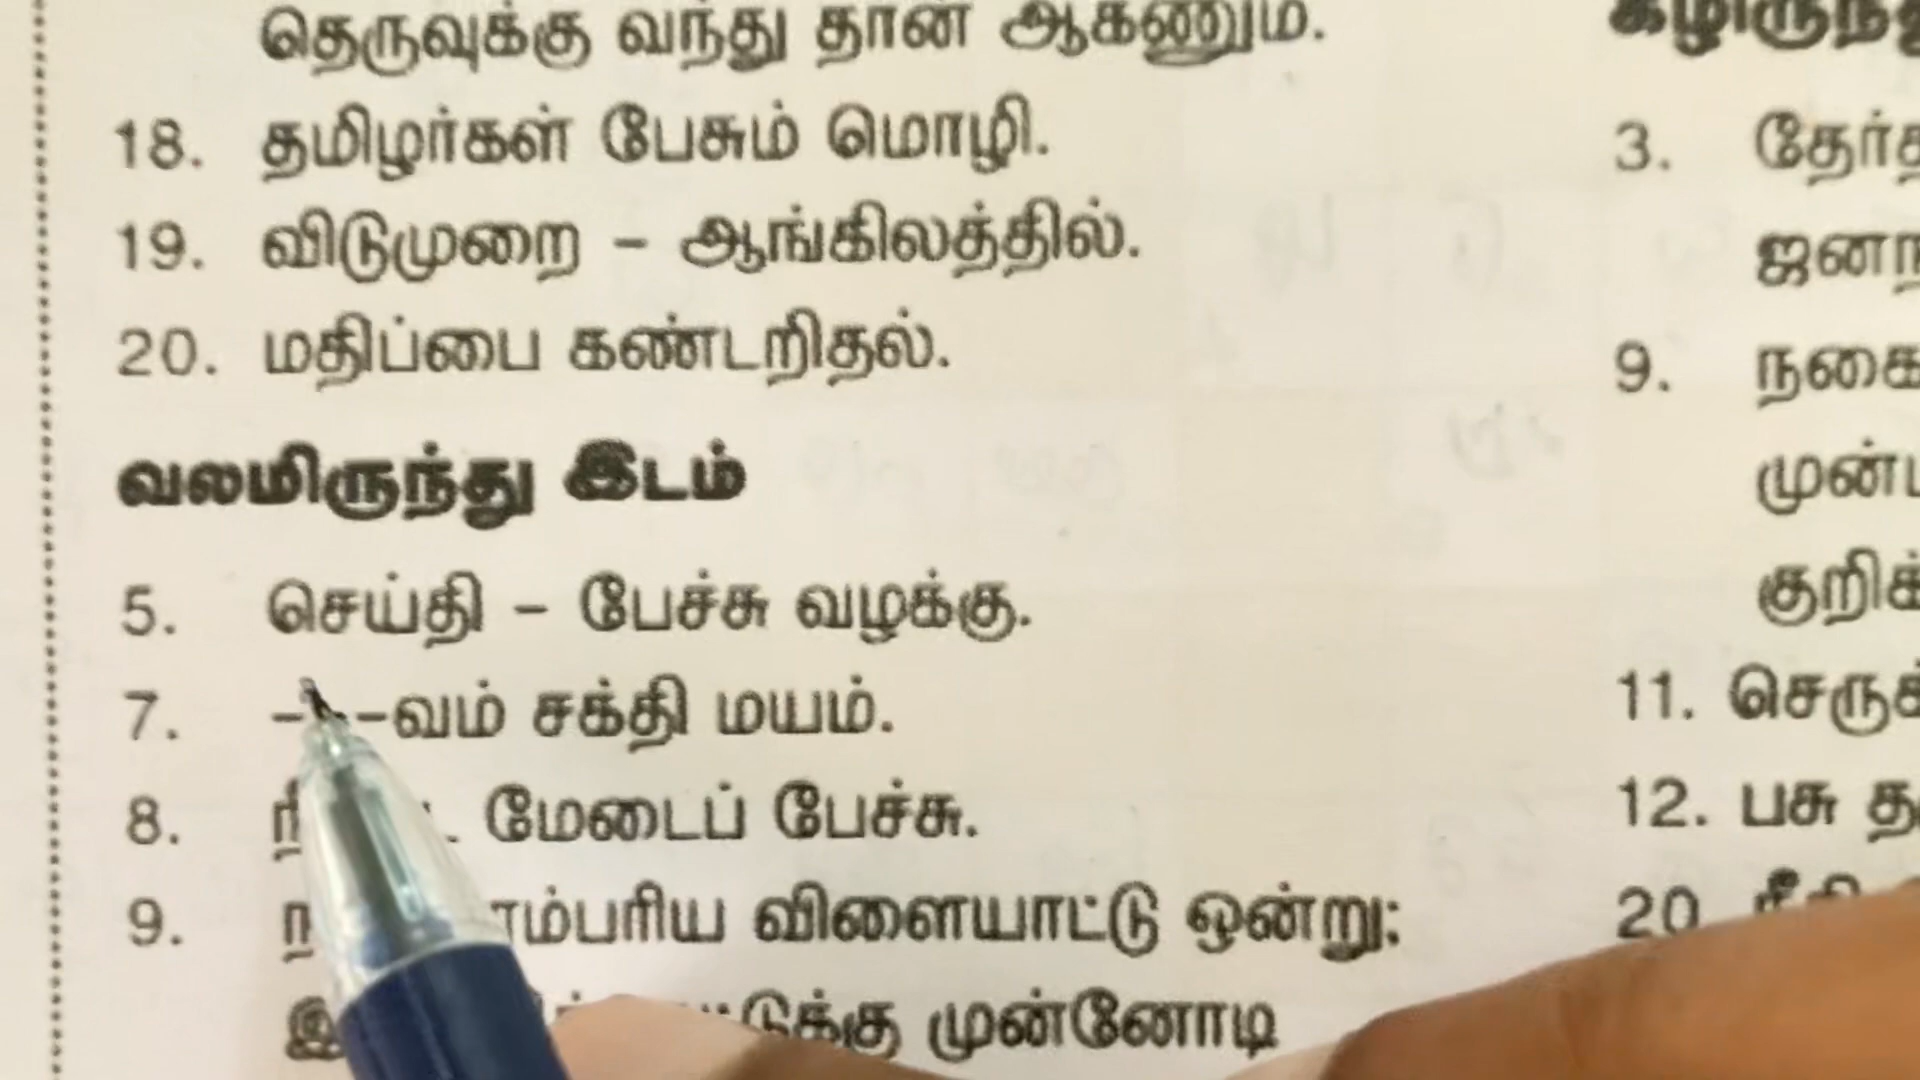 தெருவுக்கு வந்து தான் ஆகணும்.
18. தமிழர்கள் பேசும் மொழி.
19. விடுமுறை – ஆங்கிலத்தில்.
20. மதிப்பை கண்டறிதல்.
வலமிருந்து இடம்
5. செய்தி – பேச்சு வழக்கு.
7. ---வம் சக்தி மயம்.
8. மேடைப் பேச்சு.
9. விளையாட்டு ஒன்று;
முன்னோடி
3.
9.
11.
12. பசு
20